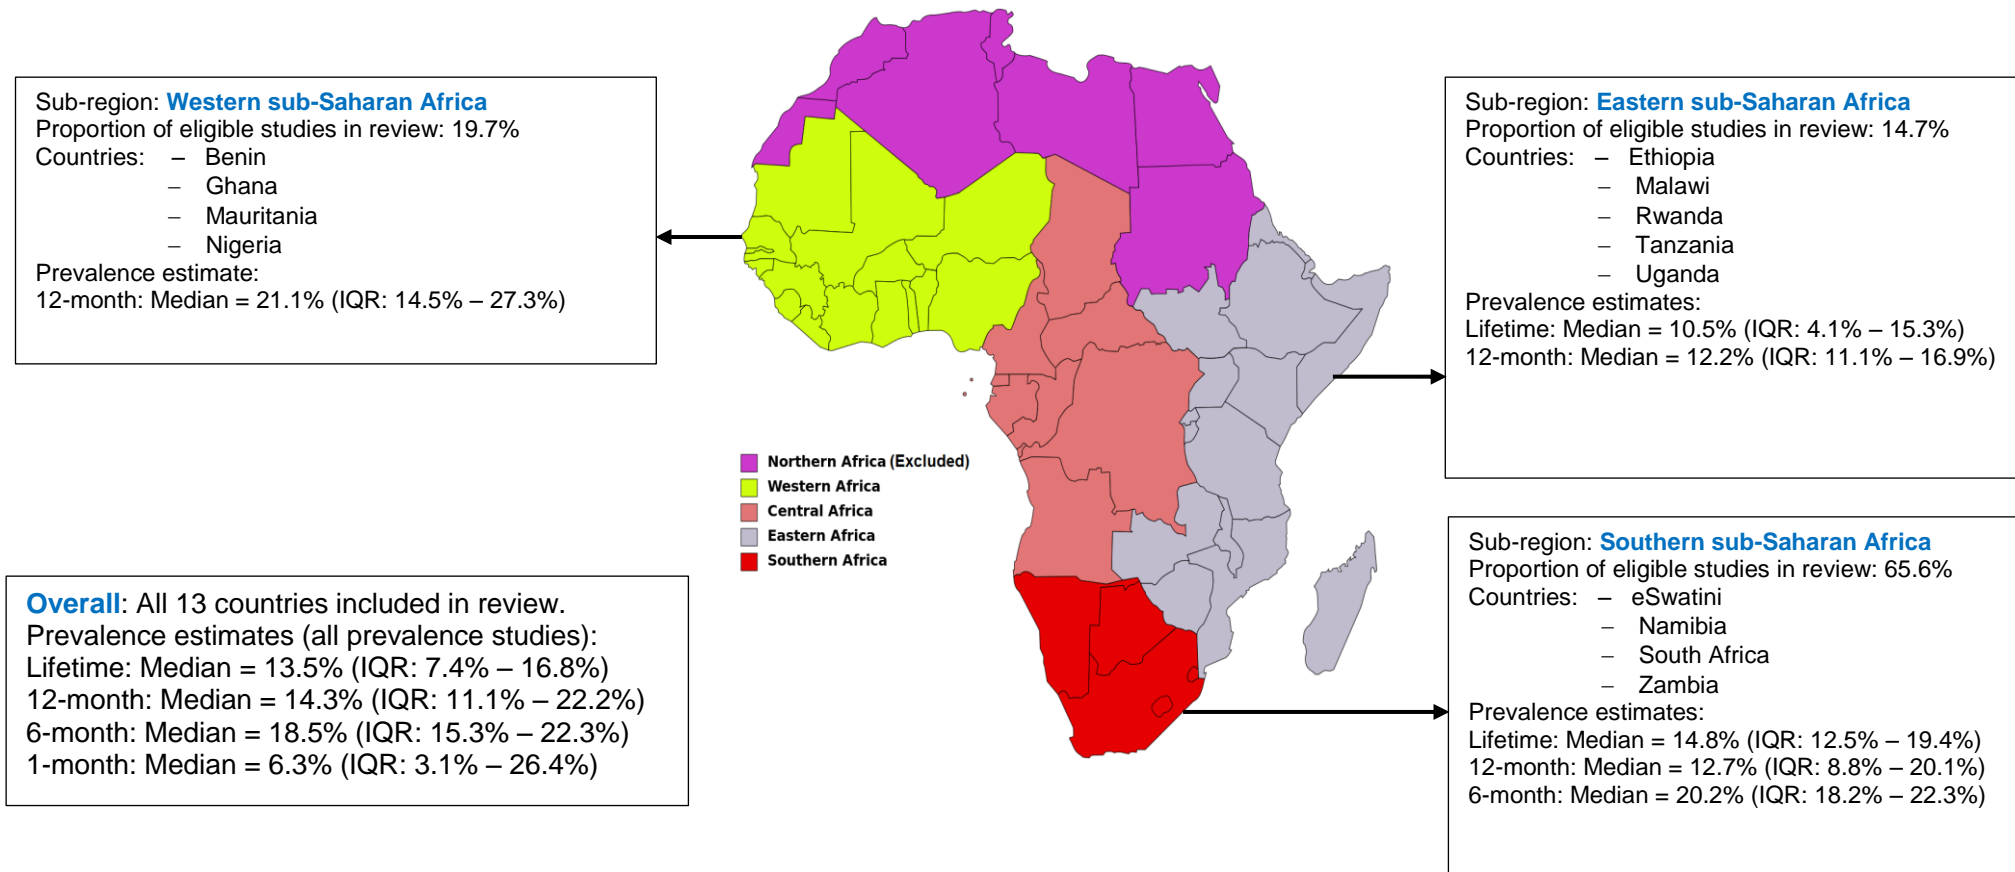 Sub-region: Western sub-Saharan Africa
Proportion of eligible studies in review: 19.7%
Countries: – Benin
– Ghana
– Mauritania
– Nigeria
Prevalence estimate:
12-month: Median = 21.1% (IQR: 14.5% – 27.3%)
Sub-region: Eastern sub-Saharan Africa
Proportion of eligible studies in review: 14.7%
Countries: – Ethiopia
– Malawi
– Rwanda
– Tanzania
– Uganda
Prevalence estimates:
Lifetime: Median = 10.5% (IQR: 4.1% – 15.3%)
12-month: Median = 12.2% (IQR: 11.1% – 16.9%)
Northern Africa (Excluded)
Western Africa
Central Africa
Eastern Africa
Southern Africa
Overall: All 13 countries included in review.
Prevalence estimates (all prevalence studies):
Lifetime: Median = 13.5% (IQR: 7.4% – 16.8%)
12-month: Median = 14.3% (IQR: 11.1% – 22.2%)
6-month: Median = 18.5% (IQR: 15.3% – 22.3%)
1-month: Median = 6.3% (IQR: 3.1% – 26.4%)
Sub-region: Southern sub-Saharan Africa
Proportion of eligible studies in review: 65.6%
Countries: – eSwatini
– Namibia
– South Africa
– Zambia
Prevalence estimates:
Lifetime: Median = 14.8% (IQR: 12.5% – 19.4%)
12-month: Median = 12.7% (IQR: 8.8% – 20.1%)
6-month: Median = 20.2% (IQR: 18.2% – 22.3%)